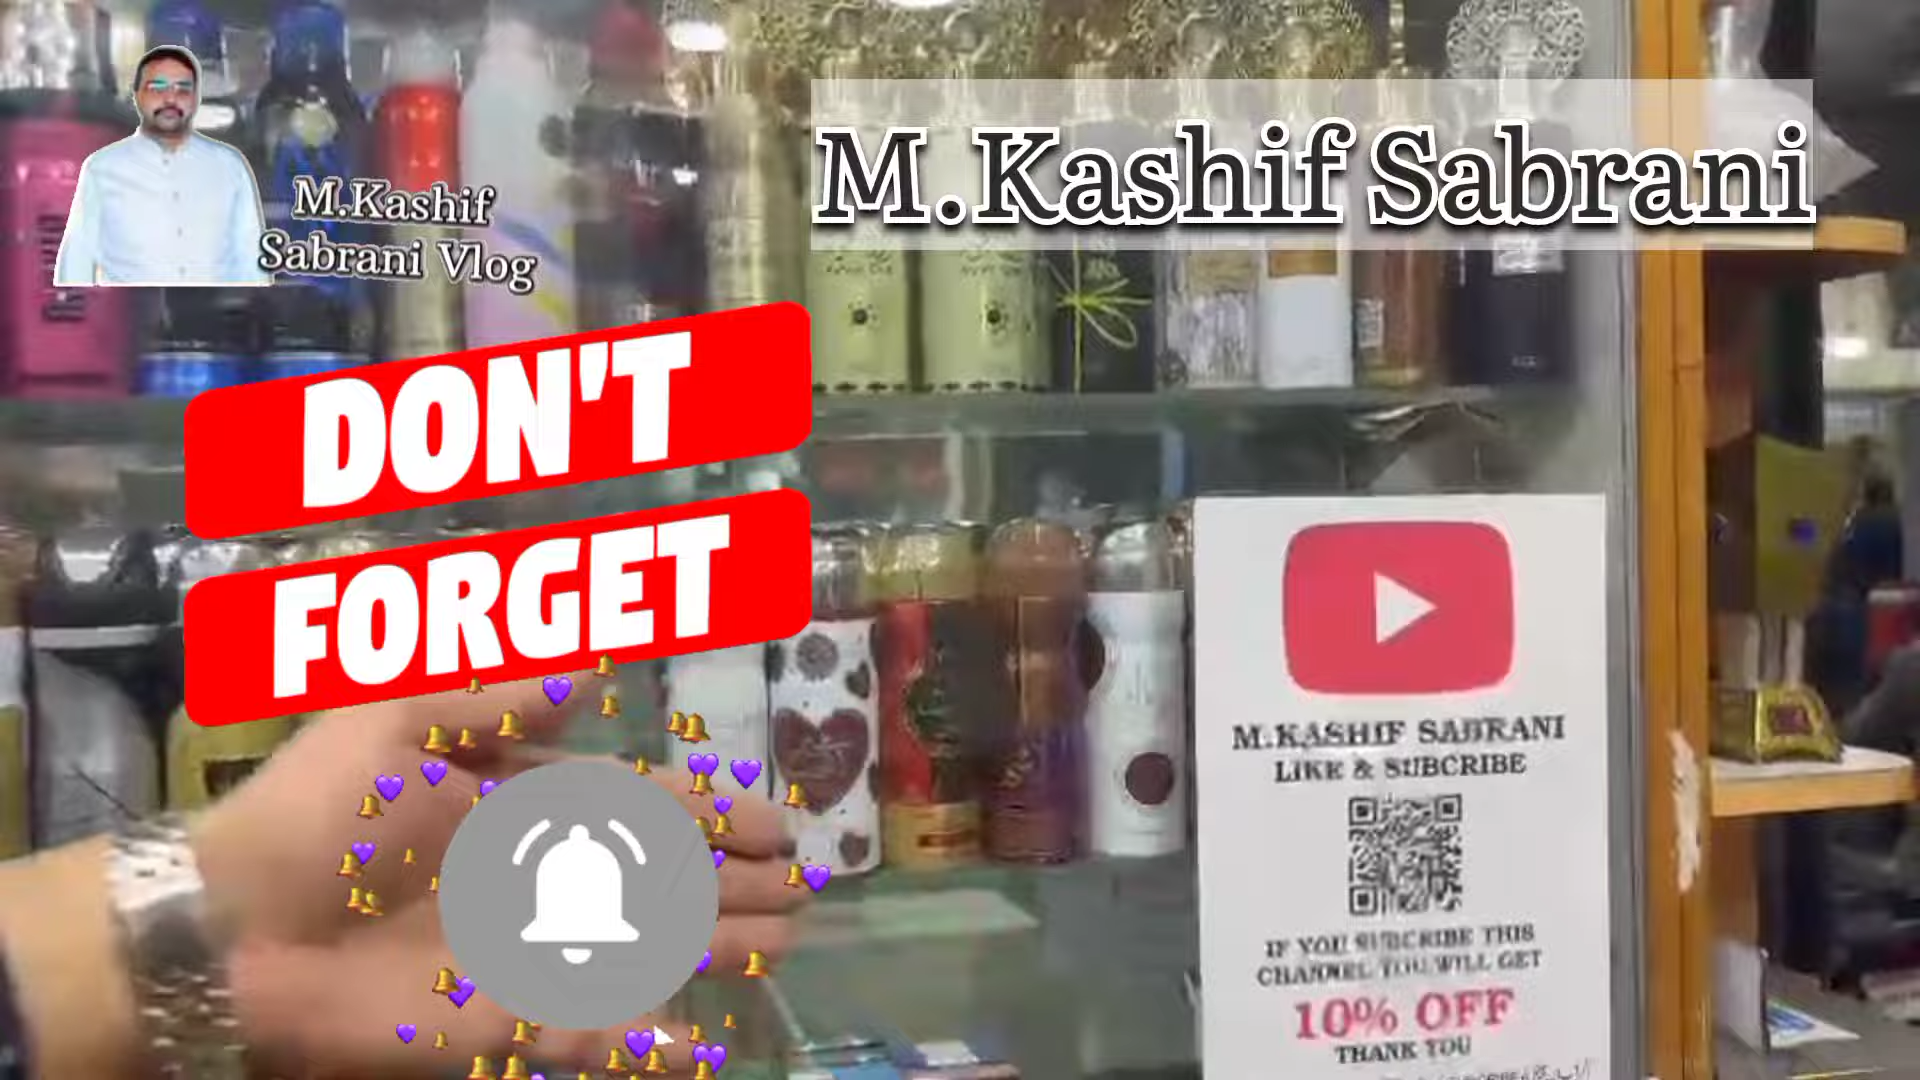 M.Kashif
Sabrani Vlog
M.Kashif Sabrani
DON'T
FORGET
M.KASHIF SABRANI
LIKE & SUBCRIBE
IF YOU SUBCRIBE THIS
CHANNEL YOU WILL GET
10% OFF
THANK YOU